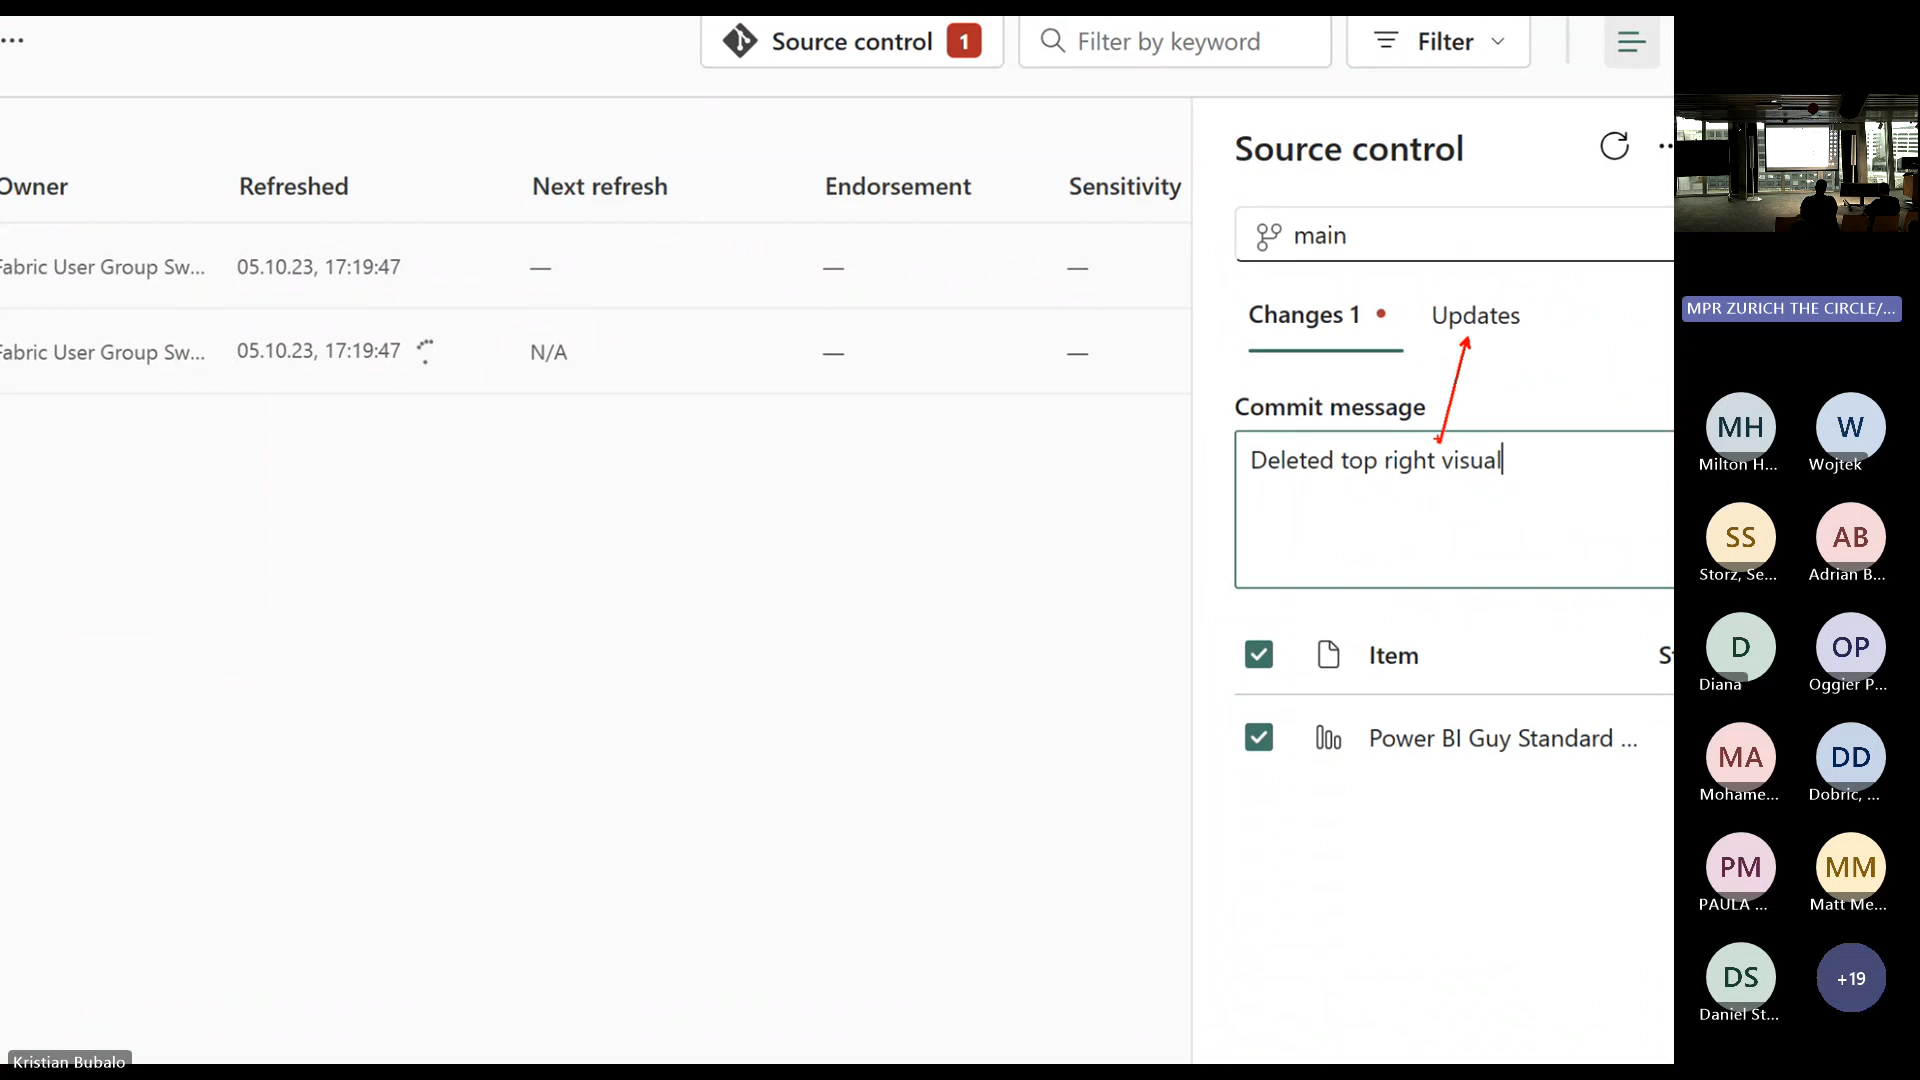 Source control 1
Filter by keyword
Filter
Source control
main
Changes 1
Updates
Commit message
Deleted top right visual
Item
St
Power BI Guy Standard ...
Owner
Refreshed
Next refresh
Endorsement
Sensitivity
Fabric User Group Sw...
05.10.23, 17:19:47
—
—
—
Fabric User Group Sw...
05.10.23, 17:19:47
N/A
—
—
MPR ZURICH THE CIRCLE/...
MH
Milton H...
W
Wojtek
SS
Storz, Se...
AB
Adrian B...
D
Diana
OP
Oggier P...
MA
Mohame...
DD
Dobric, ...
PM
PAULA ...
MM
Matt Me...
DS
Daniel St...
+19
Kristian Bubalo